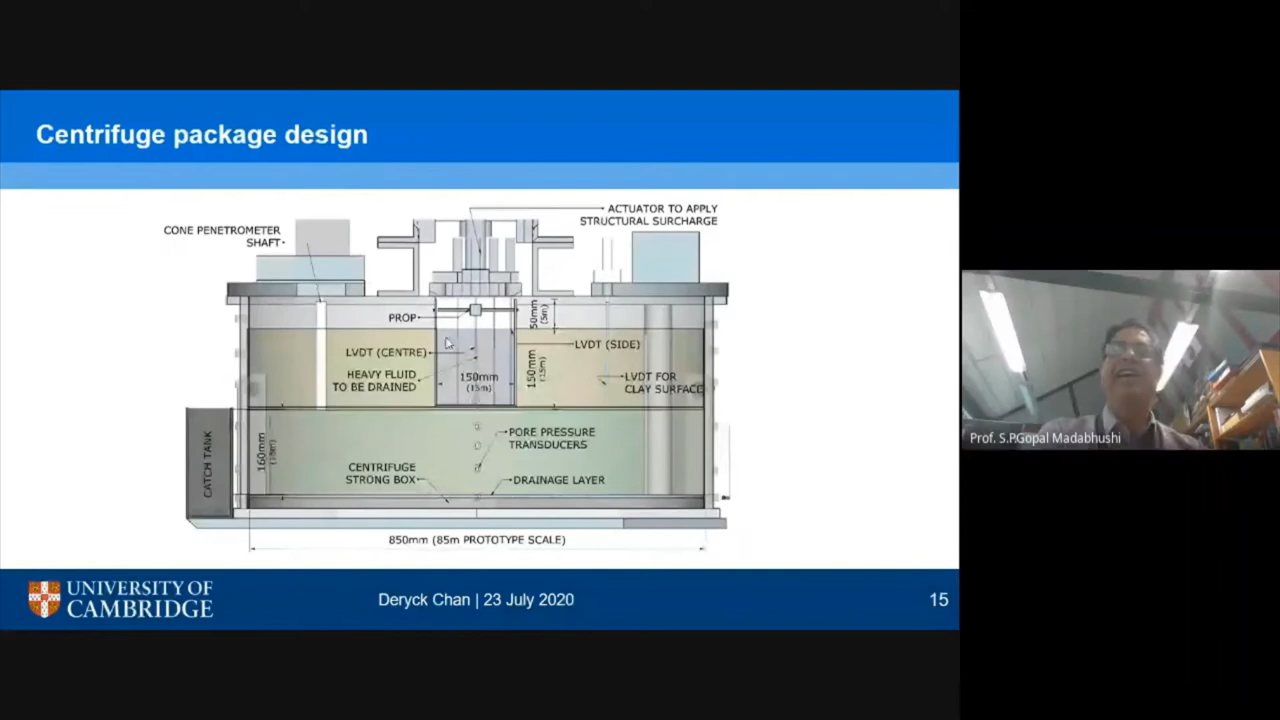 Centrifuge package design
ACTUATOR TO APPLY
STRUCTURAL SURCHARGE
CONE PENETROMETER
SHAFT
PROP
50mm
(5m)
LVDT (CENTRE)
LVDT (SIDE)
HEAVY FLUID
TO BE DRAINED
150mm
(15m)
150mm
(15m)
LVDT FOR
CLAY SURFACE
PORE PRESSURE
TRANSDUCERS
CATCH TANK
160mm
(16m)
CENTRIFUGE
STRONG BOX
DRAINAGE LAYER
850mm (85m PROTOTYPE SCALE)
UNIVERSITY OF
CAMBRIDGE
Deryck Chan | 23 July 2020
15
Prof. S.P.Gopal Madabhushi